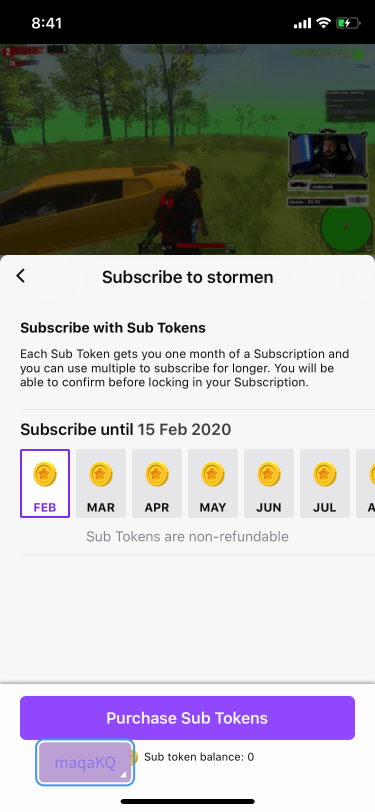 8:41
Subscribe to stormen
Subscribe with Sub Tokens
Each Sub Token gets you one month of a Subscription and
you can use multiple to subscribe for longer. You will be
able to confirm before locking in your Subscription.
Subscribe until 15 Feb 2020
FEB MAR APR MAY JUN JUL
Sub Tokens are non-refundable
Purchase Sub Tokens
maqaKQ Sub token balance: 0